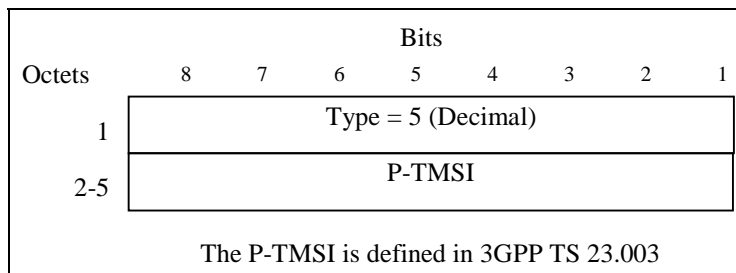 Bits
Octets 8 7 6 5 4 3 2 1
1 Type = 5 (Decimal)
2-5 P-TMSI
The P-TMSI is defined in 3GPP TS 23.003